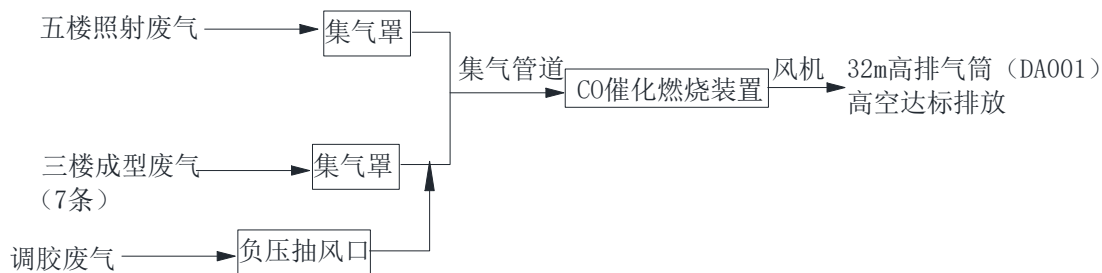 五楼照射废气
集气罩
集气管道
CO催化燃烧装置
风机
32m高排气筒（DA001）
高空达标排放
三楼成型废气
（7条）
集气罩
调胶废气
负压抽风口